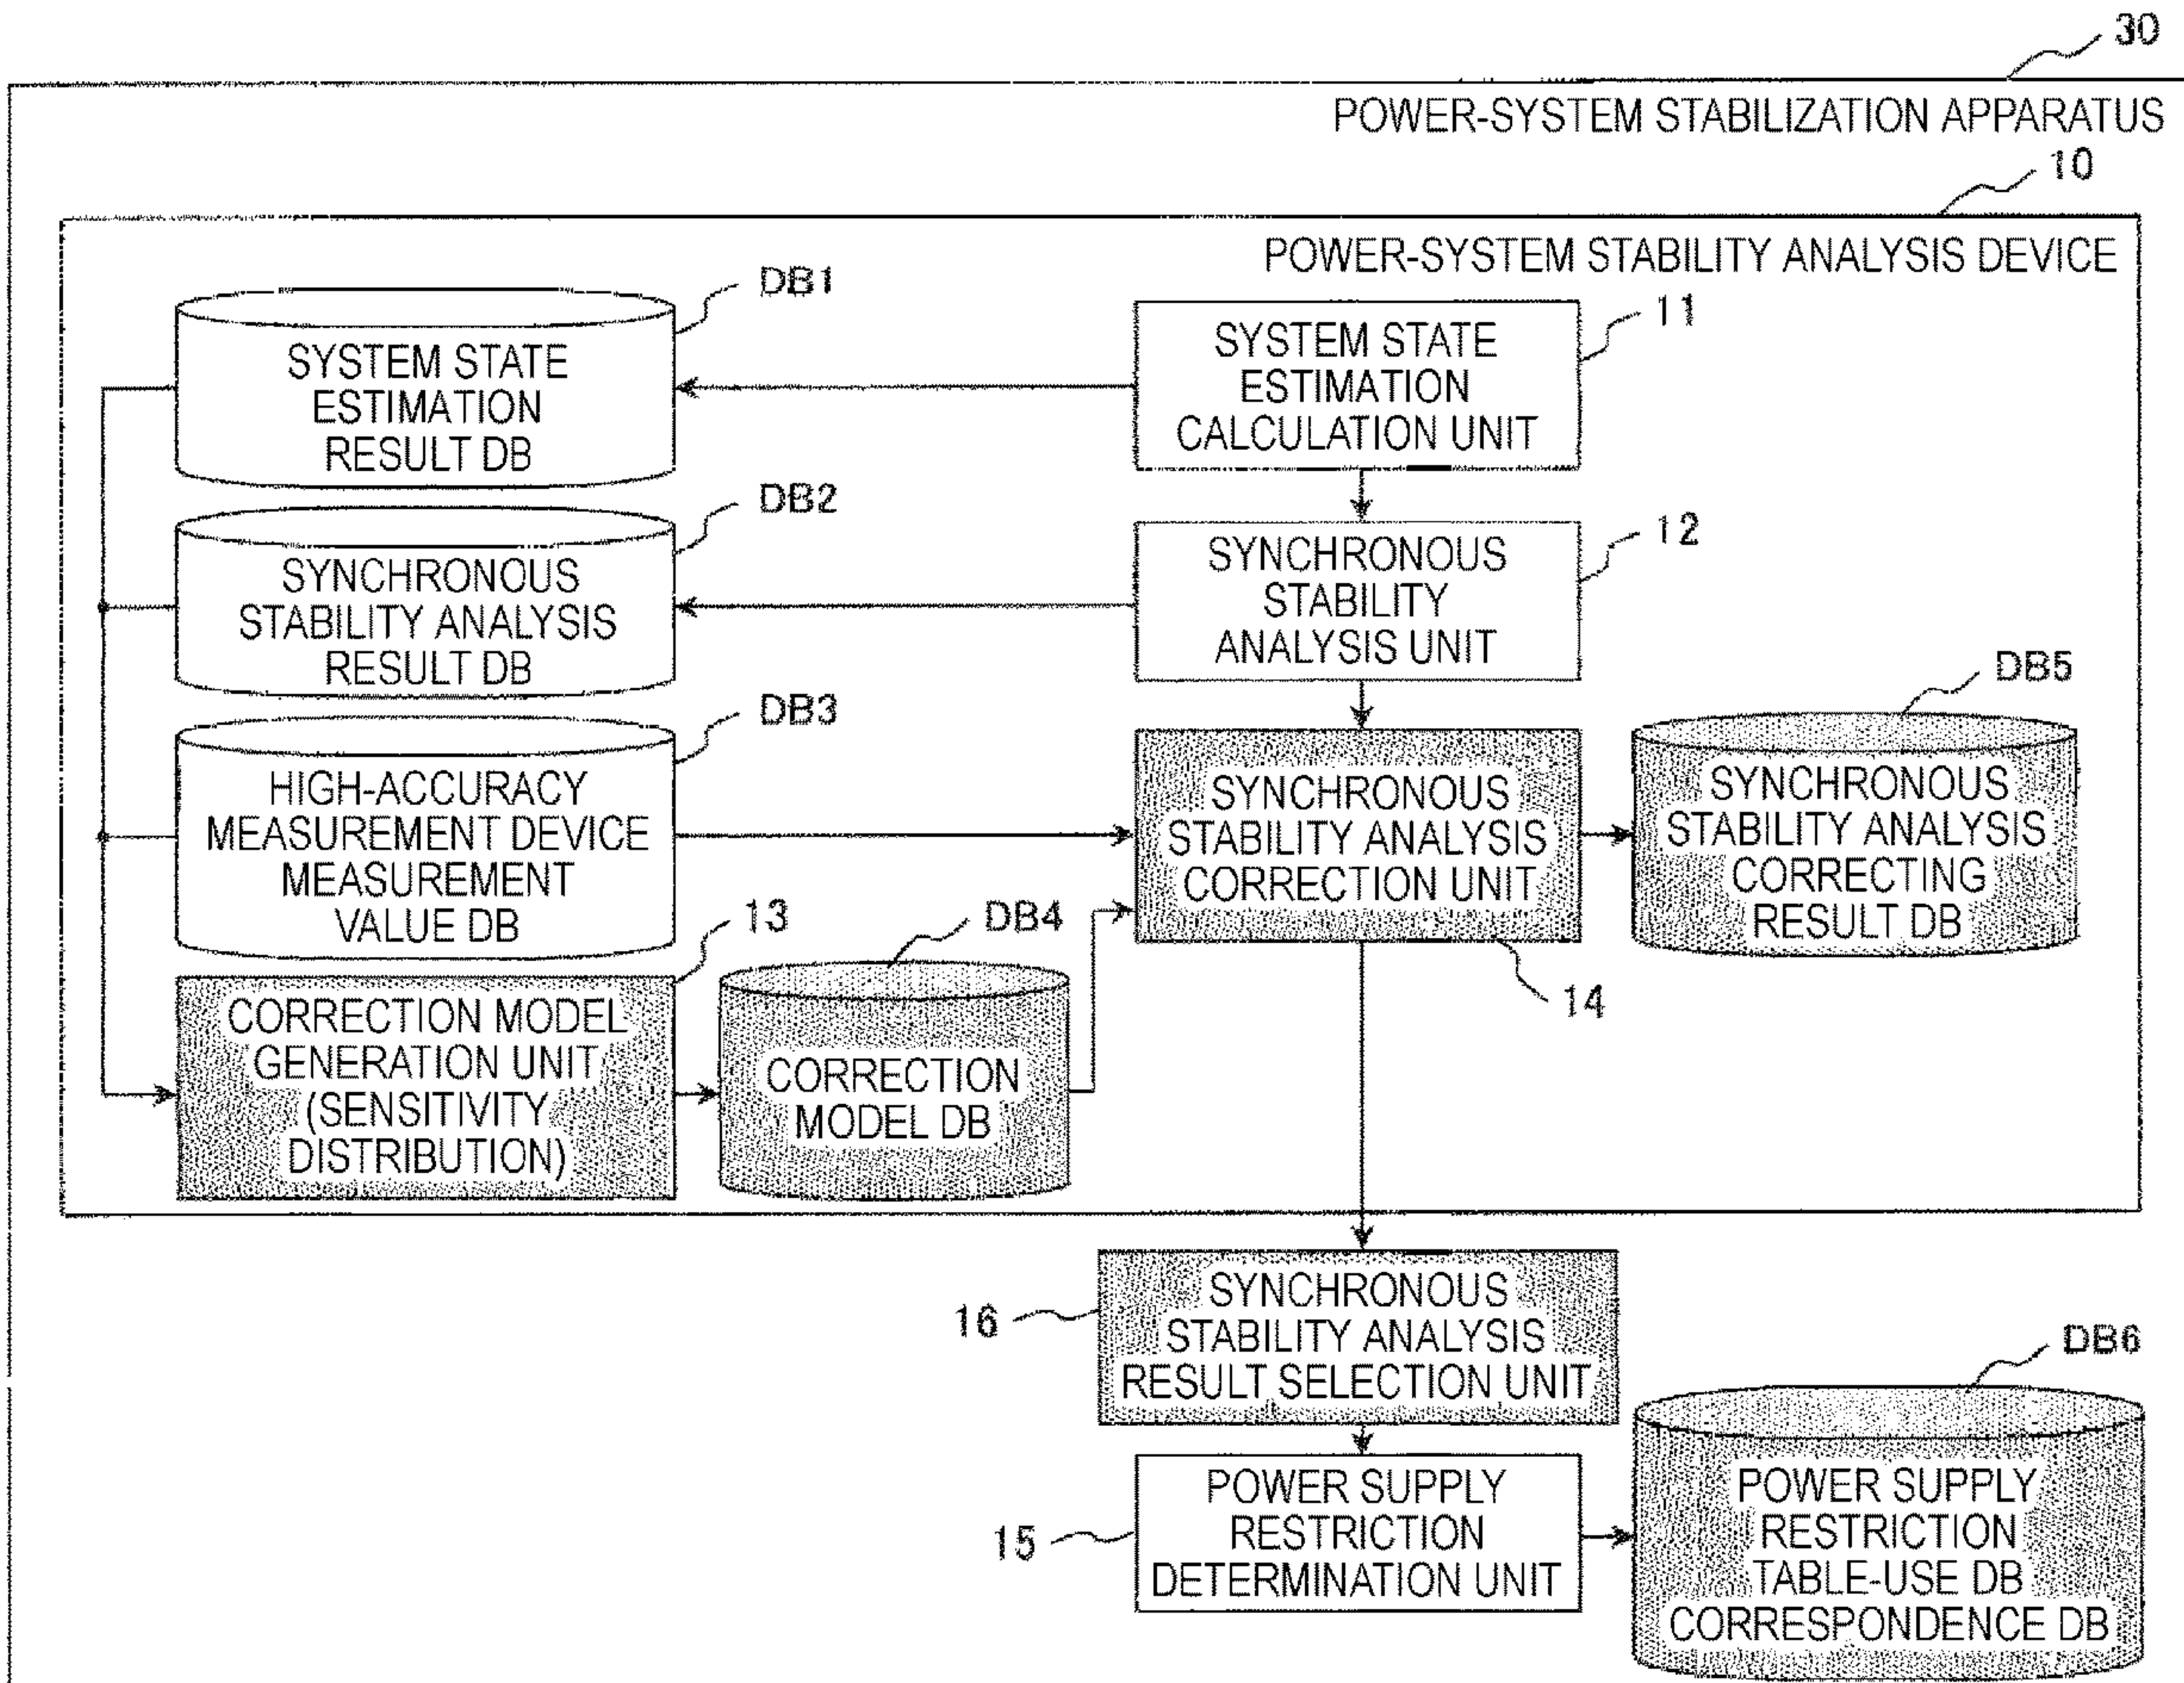 30
POWER-SYSTEM STABILIZATION APPARATUS
10
POWER-SYSTEM STABILITY ANALYSIS DEVICE
DB1
SYSTEM STATE
ESTIMATION
RESULT DB
11
SYSTEM STATE
ESTIMATION
CALCULATION UNIT
DB2
SYNCHRONOUS
STABILITY ANALYSIS
RESULT DB
12
SYNCHRONOUS
STABILITY
ANALYSIS UNIT
DB3
HIGH-ACCURACY
MEASUREMENT DEVICE
MEASUREMENT
VALUE DB
SYNCHRONOUS
STABILITY ANALYSIS
CORRECTION UNIT
14
DB5
SYNCHRONOUS
STABILITY ANALYSIS
CORRECTING
RESULT DB
13
CORRECTION MODEL
GENERATION UNIT
(SENSITIVITY
DISTRIBUTION)
DB4
CORRECTION
MODEL DB
16
SYNCHRONOUS
STABILITY ANALYSIS
RESULT SELECTION UNIT
15
POWER SUPPLY
RESTRICTION
DETERMINATION UNIT
DB6
POWER SUPPLY
RESTRICTION
TABLE-USE DB
CORRESPONDENCE DB